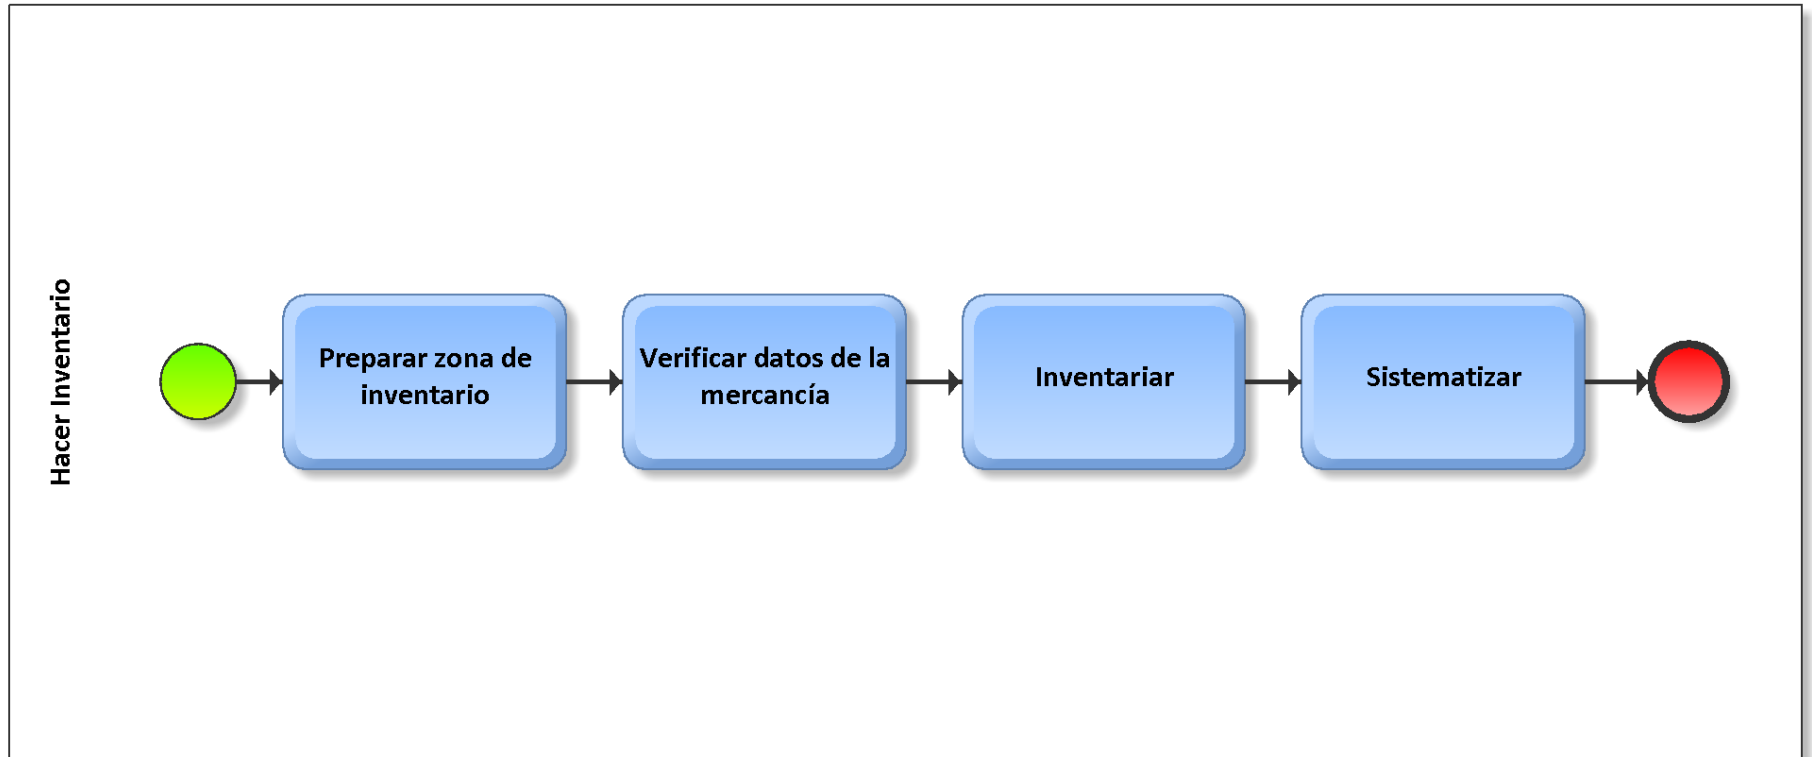 Hacer Inventario
Preparar zona de
inventario
Verificar datos de la
mercancía
Inventariar
Sistematizar